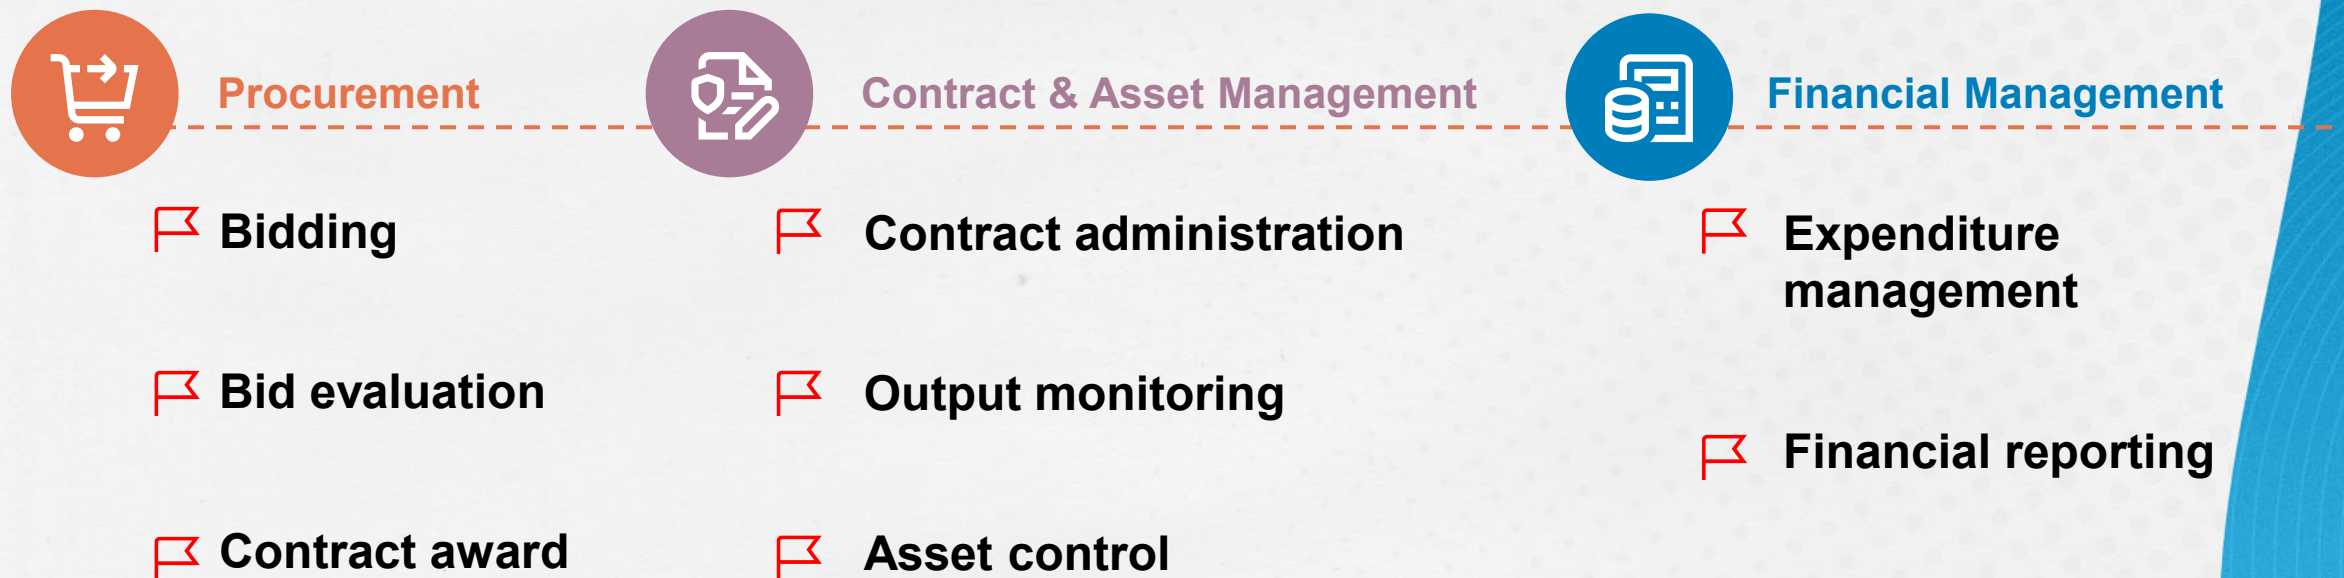 Procurement
Bidding
Bid evaluation
Contract award
Contract & Asset Management
Contract administration
Output monitoring
Asset control
Financial Management
Expenditure
management
Financial reporting